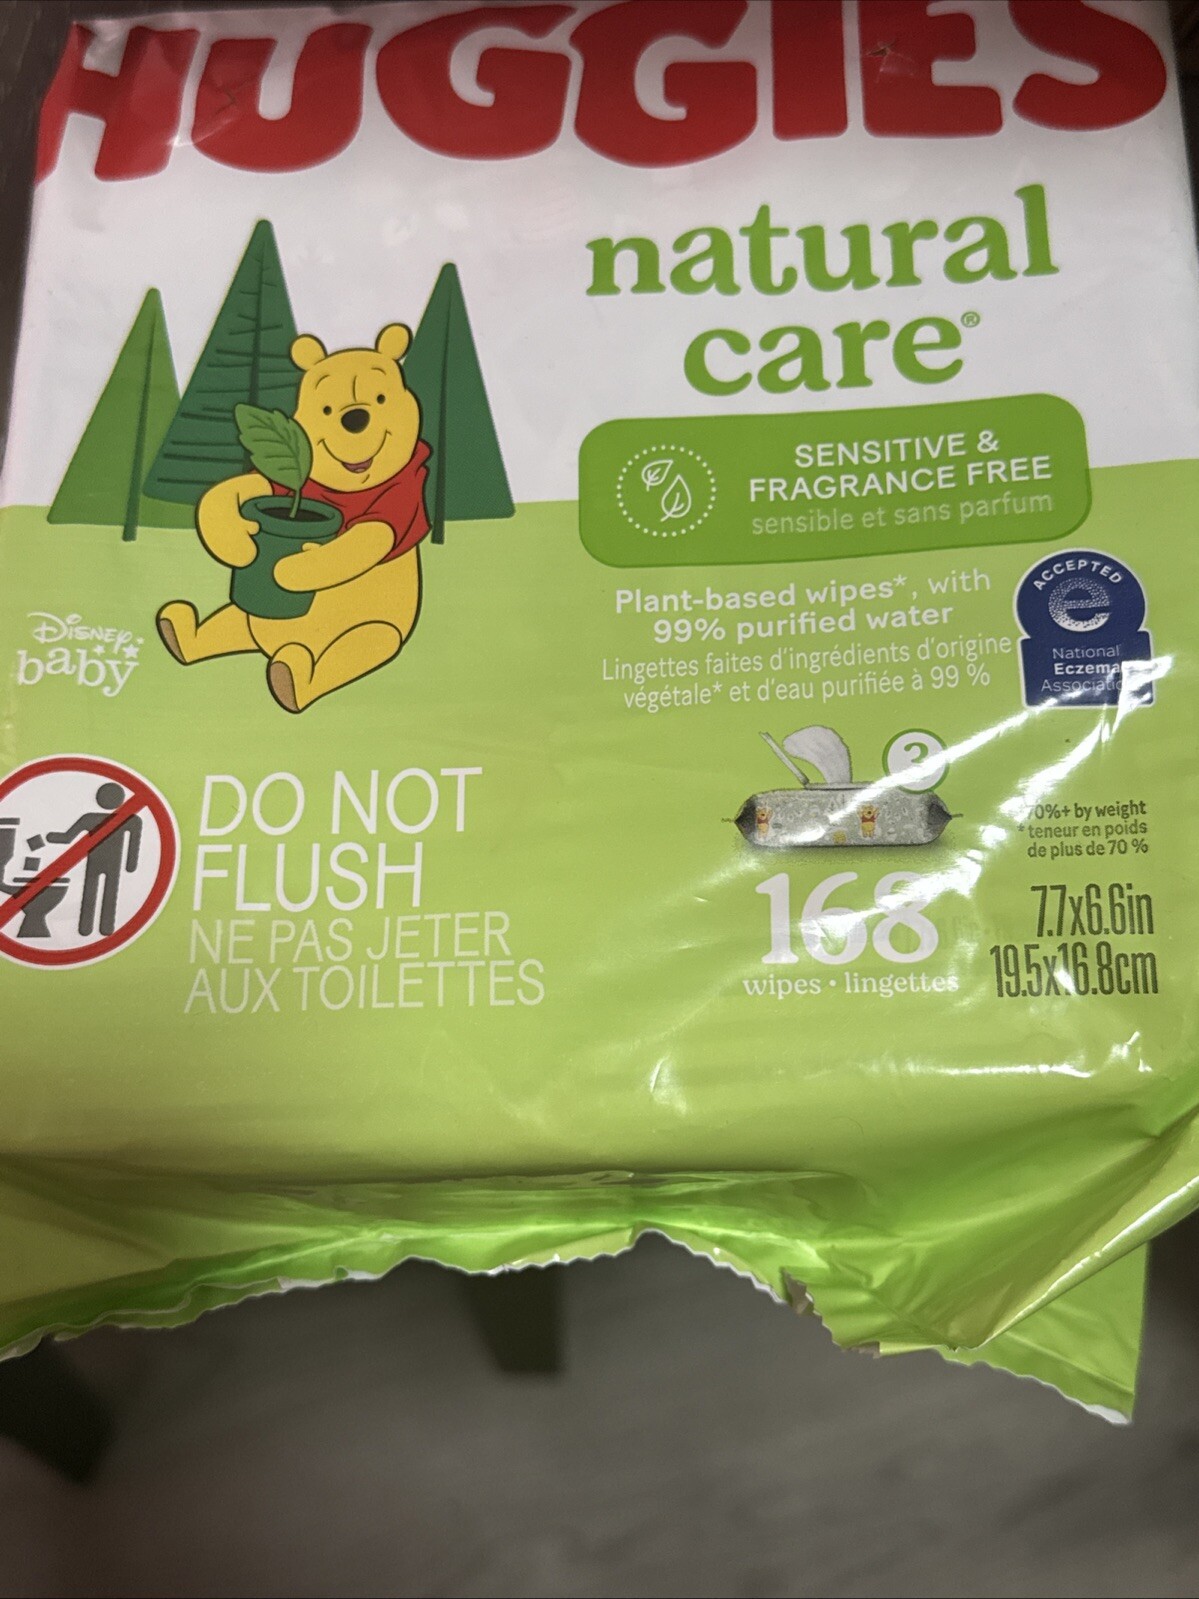 HUGGIES
natural
care®
SENSITIVE &
FRAGRANCE FREE
sensible et sans parfum
Plant-based wipes*, with
99% purified water
Lingettes faites d'ingrédients d'origine
végétale* et d'eau purifiée à 99 %
ACCEPTED
e
National
Eczema
Association
Disney
baby
DO NOT
FLUSH
NE PAS JETER
AUX TOILETTES
3
168
wipes • lingettes
*70%+ by weight
*teneur en poids
de plus de 70 %
7.7x6.6in
19.5x16.8cm